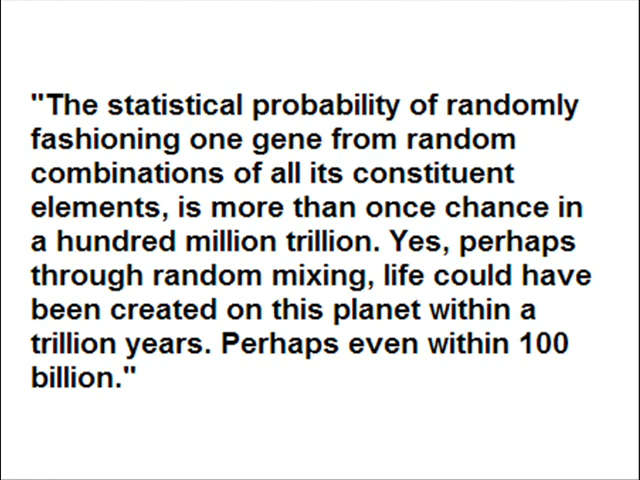 "The statistical probability of randomly
fashioning one gene from random
combinations of all its constituent
elements, is more than once chance in
a hundred million trillion. Yes, perhaps
through random mixing, life could have
been created on this planet within a
trillion years. Perhaps even within 100
billion."